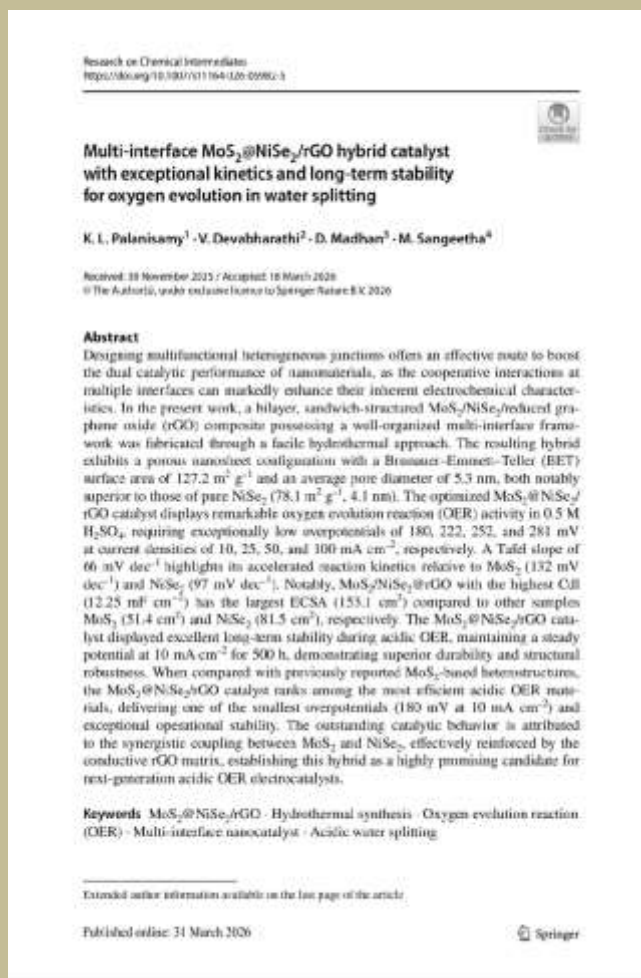 Research on Chemical Intermediates
Multi-interface MoS₂@NiSe₂/rGO hybrid catalyst
with exceptional kinetics and long-term stability
for oxygen evolution in water splitting
K. L. Palanisamy¹ · V. Devabharathi² · D. Madhan³ · M. Sangeetha⁴
Received: 30 November 2025 / Accepted: 18 March 2026
© The Author(s), under exclusive licence to Springer Nature B.V. 2026
Abstract
Designing multifunctional heterogeneous junctions offers an effective route to boost
the dual catalytic performance of nanomaterials, as the cooperative interactions at
multiple interfaces can markedly enhance their inherent electrochemical character-
istics. In the present work, a bilayer, sandwich-structured MoS₂/NiSe₂/reduced gra-
phene oxide (rGO) composite possessing a well-organized multi-interface frame-
work was fabricated through a facile hydrothermal approach. The resulting hybrid
exhibits a porous nanosheet configuration with a Brunauer–Emmett–Teller (BET)
surface area of 127.2 m² g⁻¹ and an average pore diameter of 5.3 nm, both notably
superior to those of pure NiSe₂ (78.1 m² g⁻¹, 4.1 nm). The optimized MoS₂@NiSe₂/
rGO catalyst displays remarkable oxygen evolution reaction (OER) activity in 0.5 M
H₂SO₄, requiring exceptionally low overpotentials of 180, 222, 252, and 281 mV
at current densities of 10, 25, 50, and 100 mA cm⁻², respectively. A Tafel slope of
66 mV dec⁻¹ highlights its accelerated reaction kinetics relative to MoS₂ (132 mV
dec⁻¹) and NiSe₂ (97 mV dec⁻¹). Notably, MoS₂/NiSe₂@rGO with the highest Cdl
(12.25 mF cm⁻²) has the largest ECSA (153.1 cm²) compared to other samples
MoS₂ (51.4 cm²) and NiSe₂ (81.5 cm²), respectively. The MoS₂@NiSe₂/rGO cata-
lyst displayed excellent long-term stability during acidic OER, maintaining a steady
potential at 10 mA cm⁻² for 500 h, demonstrating superior durability and structural
robustness. When compared with previously reported MoS₂-based heterostructures,
the MoS₂@NiSe₂/rGO catalyst ranks among the most efficient acidic OER mate-
rials, delivering one of the smallest overpotentials (180 mV at 10 mA cm⁻²) and
exceptional operational stability. The outstanding catalytic behavior is attributed
to the synergistic coupling between MoS₂ and NiSe₂, effectively reinforced by the
conductive rGO matrix, establishing this hybrid as a highly promising candidate for
next-generation acidic OER electrocatalysts.
Keywords MoS₂@NiSe₂/rGO · Hydrothermal synthesis · Oxygen evolution reaction
(OER) · Multi-interface nanocatalyst · Acidic water splitting
Extended author information available on the last page of the article
Published online: 31 March 2026
Springer